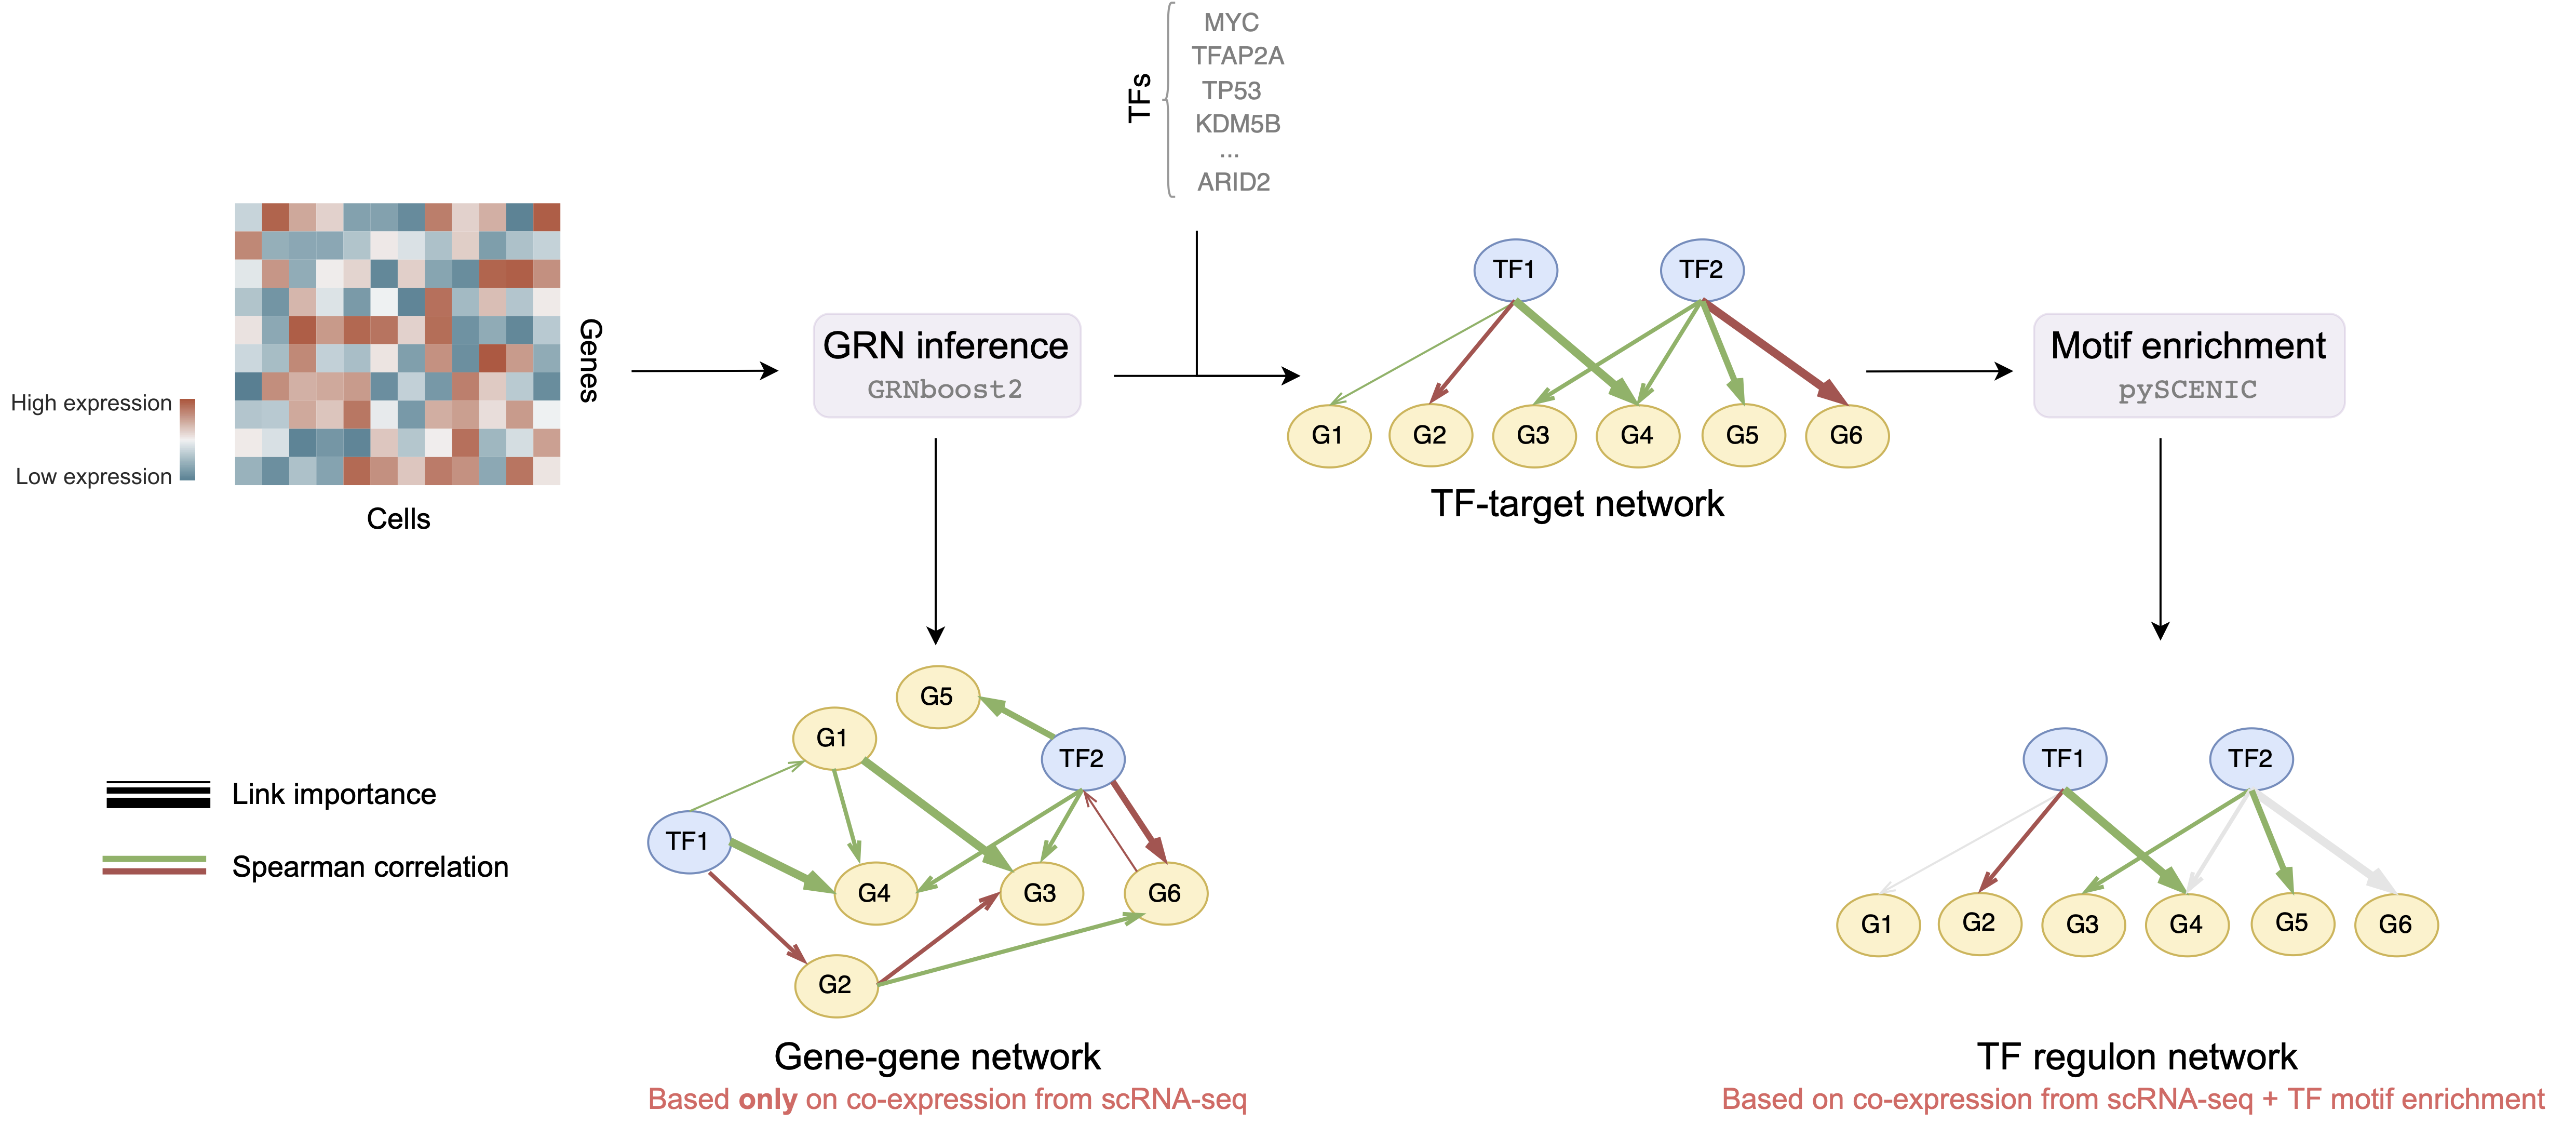 MYC
TFAP2A
TP53
KDM5B
...
ARID2
TFs
High expression
Low expression
Genes
Cells
GRN inference
GRNboost2
TF1
TF2
G1
G2
G3
G4
G5
G6
TF-target network
Motif enrichment
pySCENIC
Link importance
Spearman correlation
G5
G1
TF2
TF1
G4
G3
G6
G2
Gene-gene network
Based only on co-expression from scRNA-seq
TF1
TF2
G1
G2
G3
G4
G5
G6
TF regulon network
Based on co-expression from scRNA-seq + TF motif enrichment